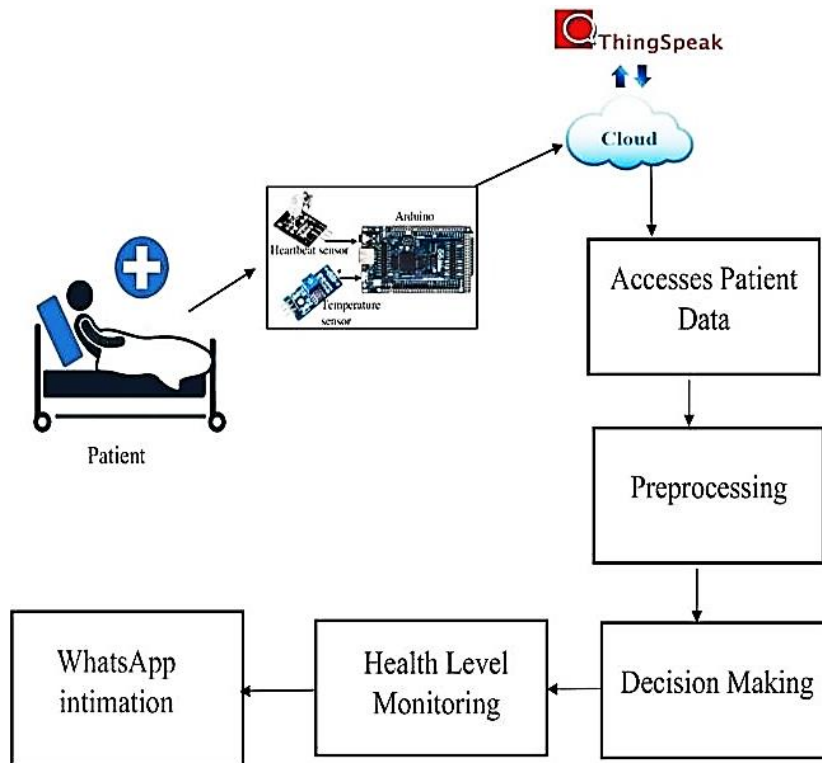 ThingSpeak
Cloud
Arduino
Heartbeat sensor
Temperature
sensor
Patient
Accesses Patient
Data
Preprocessing
Decision Making
Health Level
Monitoring
WhatsApp
intimation